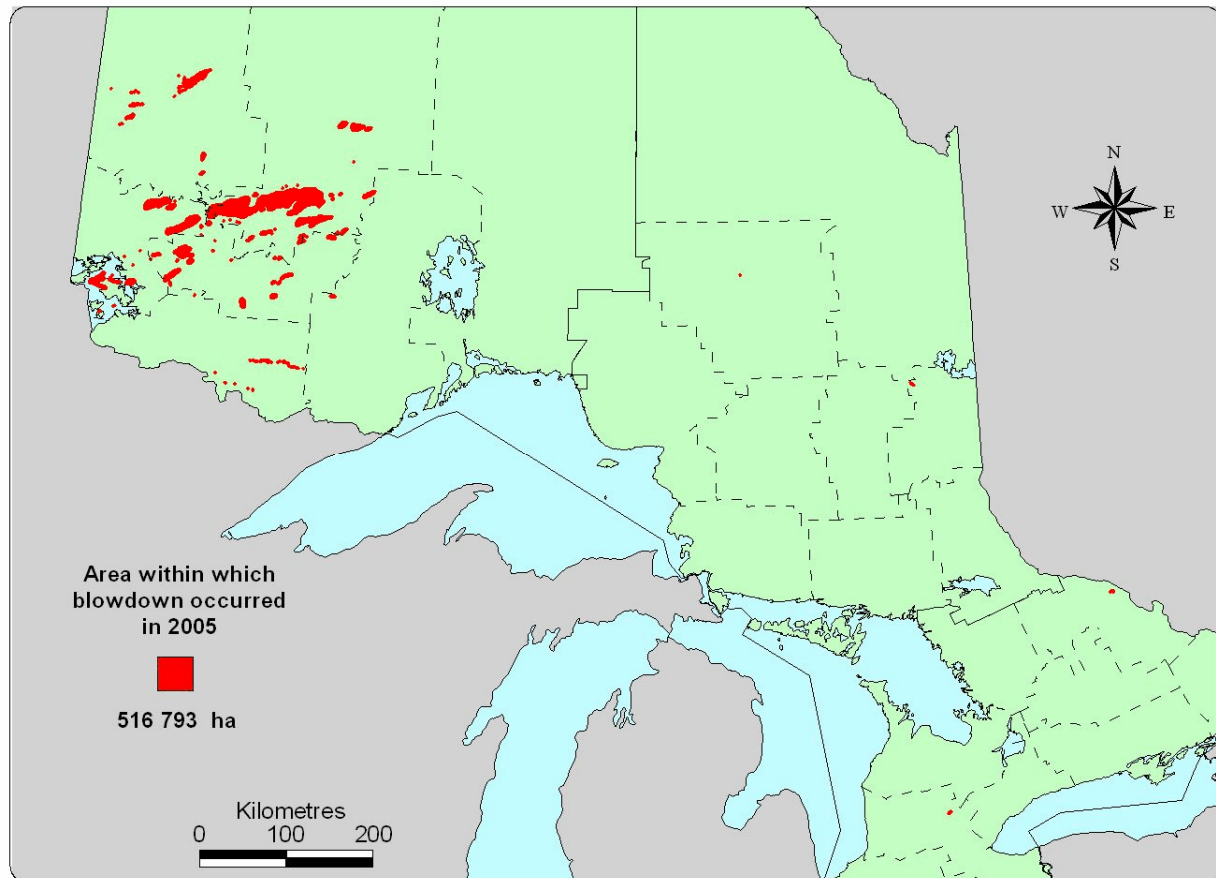 N
W E
S
Area within which
blowdown occurred
in 2005
516 793 ha
Kilometres
0 100 200